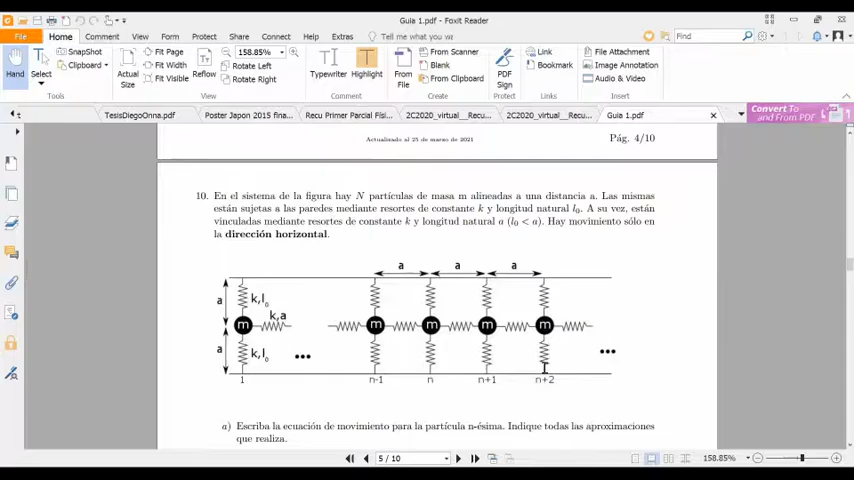 Guia 1.pdf - Foxit Reader
File
Home
Comment
View
Form
Protect
Share
Connect
Help
Extras
Tell me what you want
Find
Hand
Select
SnapShot
Clipboard
Actual Size
Fit Page
Fit Width
Fit Visible
Reflow
158.85%
Rotate Left
Rotate Right
Typewriter
Highlight
From File
From Scanner
Blank
From Clipboard
PDF Sign
Link
Bookmark
File Attachment
Image Annotation
Audio & Video
Tools
View
Comment
Create
Protect
Links
Insert
t
TesisDiegoOnna.pdf
Poster Japon 2015 fina...
Recu Primer Parcial Físi...
2C2020_virtual__Recu...
2C2020_virtual__Recu...
Guia 1.pdf
Convert To and From PDF
Actualizado al 25 de marzo de 2021
Pág. 4/10
10. En el sistema de la figura hay N partículas de masa m alineadas a una distancia a. Las mismas
están sujetas a las paredes mediante resortes de constante k y longitud natural l0. A su vez, están
vinculadas mediante resortes de constante k y longitud natural a (l0 < a). Hay movimiento sólo en
la dirección horizontal.
a a a
a k,l0
k,a
m m m m m
a k,l0
... ...
1 n-1 n n+1 n+2
a) Escriba la ecuación de movimiento para la partícula n-ésima. Indique todas las aproximaciones
que realiza.
5 / 10
158.85%